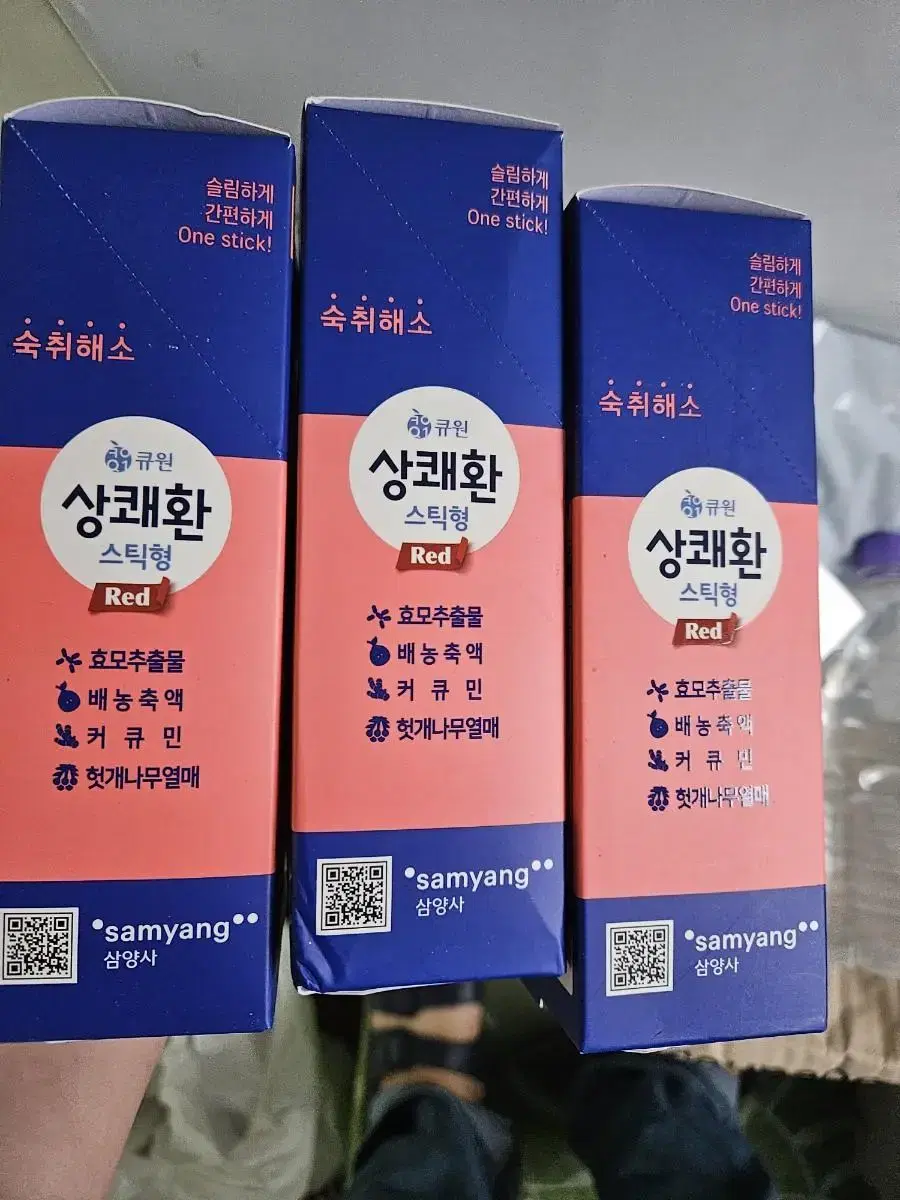 슬림하게
간편하게
One stick!
숙취해소
큐원
상쾌환
스틱형
Red
효모추출물
배농축액
커큐민
헛개나무열매
samyang
삼양사
슬림하게
간편하게
One stick!
숙취해소
큐원
상쾌환
스틱형
Red
효모추출물
배농축액
커큐민
헛개나무열매
samyang
삼양사
슬림하게
간편하게
One stick!
숙취해소
큐원
상쾌환
스틱형
Red
효모추출물
배농축액
커큐민
헛개나무열매
samyang
삼양사